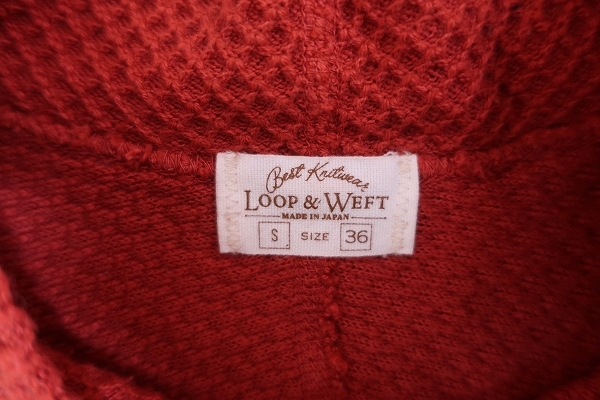 Best Knitwear
LOOP & WEFT
MADE IN JAPAN
S SIZE 36